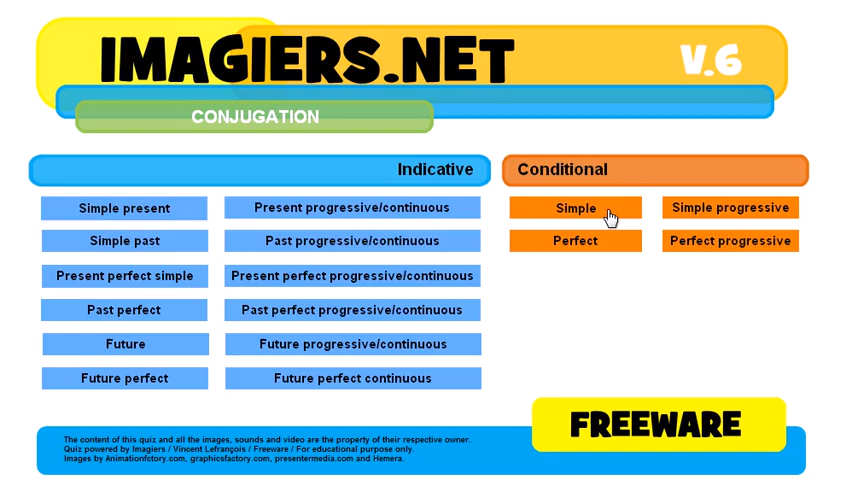 IMAGIERS.NET
V.6
CONJUGATION
Indicative
Conditional
Simple present
Present progressive/continuous
Simple
Simple progressive
Simple past
Past progressive/continuous
Perfect
Perfect progressive
Present perfect simple
Present perfect progressive/continuous
Past perfect
Past perfect progressive/continuous
Future
Future progressive/continuous
Future perfect
Future perfect continuous
FREEWARE
The content of this quiz and all the images, sounds and video are the property of their respective owner.
Quiz powered by Imagiers / Vincent Lefrançois / Freeware / For educational purpose only.
Images by Animationfotory.com, graphicsfactory.com, presentermedia.com and Hemera.